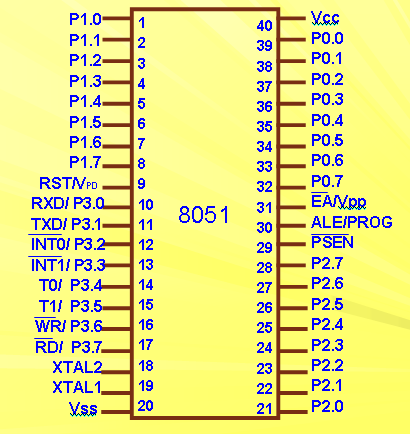 P1.0 1 40 Vcc
P1.1 2 39 P0.0
P1.2 3 38 P0.1
P1.3 4 37 P0.2
P1.4 5 36 P0.3
P1.5 6 35 P0.4
P1.6 7 34 P0.5
P1.7 8 33 P0.6
RST/VPD 9 32 P0.7
RXD/ P3.0 10 31 E̅A̅/Vpp
TXD/ P3.1 11 8051 30 ALE/PROG
I̅N̅T̅0̅/ P3.2 12 29 P̅S̅E̅N̅
I̅N̅T̅1̅/ P3.3 13 28 P2.7
T0/ P3.4 14 27 P2.6
T1/ P3.5 15 26 P2.5
W̅R̅/ P3.6 16 25 P2.4
R̅D̅/ P3.7 17 24 P2.3
XTAL2 18 23 P2.2
XTAL1 19 22 P2.1
Vss 20 21 P2.0